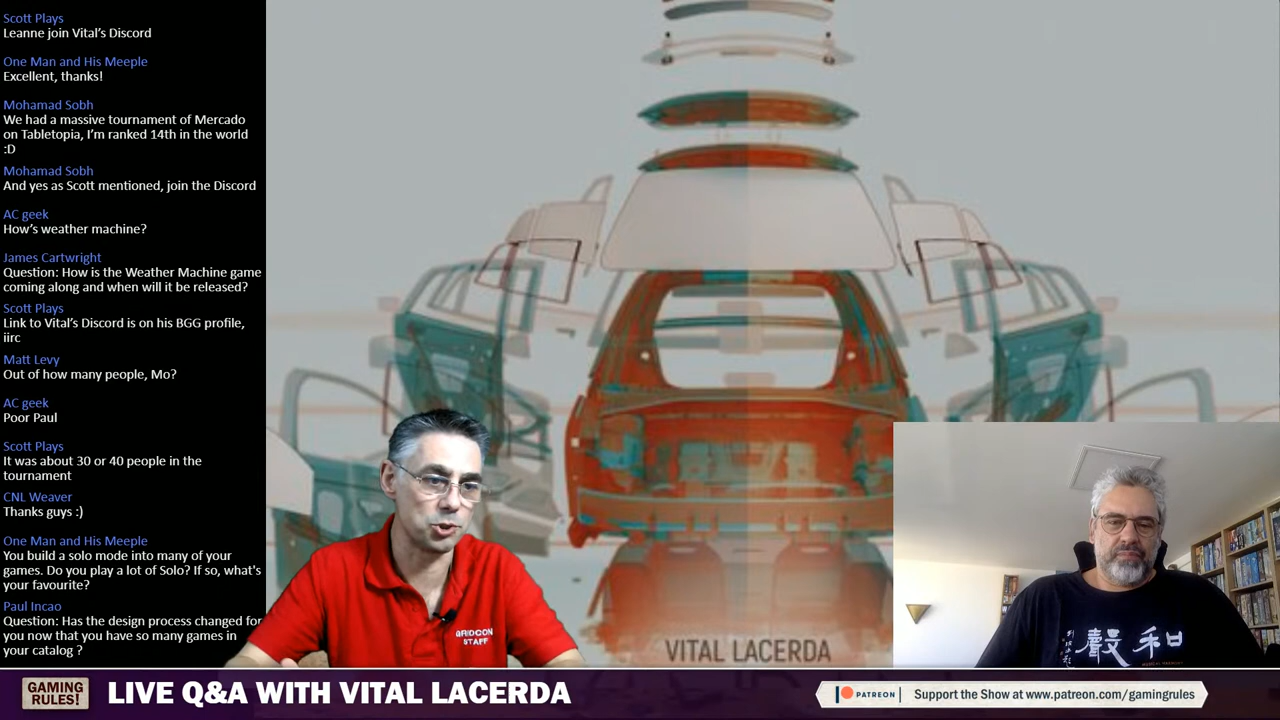 Scott Plays
Leanne join Vital's Discord
One Man and His Meeple
Excellent, thanks!
Mohamad Sobh
We had a massive tournament of Mercado
on Tabletopia, I'm ranked 14th in the world
:D
Mohamad Sobh
And yes as Scott mentioned, join the Discord
AC geek
How's weather machine?
James Cartwright
Question: How is the Weather Machine game
coming along and when will it be released?
Scott Plays
Link to Vital's Discord is on his BGG profile,
iirc
Matt Levy
Out of how many people, Mo?
AC geek
Poor Paul
Scott Plays
It was about 30 or 40 people in the
tournament
CNL Weaver
Thanks guys :)
One Man and His Meeple
You build a solo mode into many of your
games. Do you play a lot of Solo? If so, what's
your favourite?
Paul Incao
Question: Has the design process changed for
you now that you have so many games in
your catalog ?
GRIDCON
STAFF
和
VITAL LACERDA
GAMING
RULES!
LIVE Q&A WITH VITAL LACERDA
PATREON
Support the Show at www.patreon.com/gamingrules